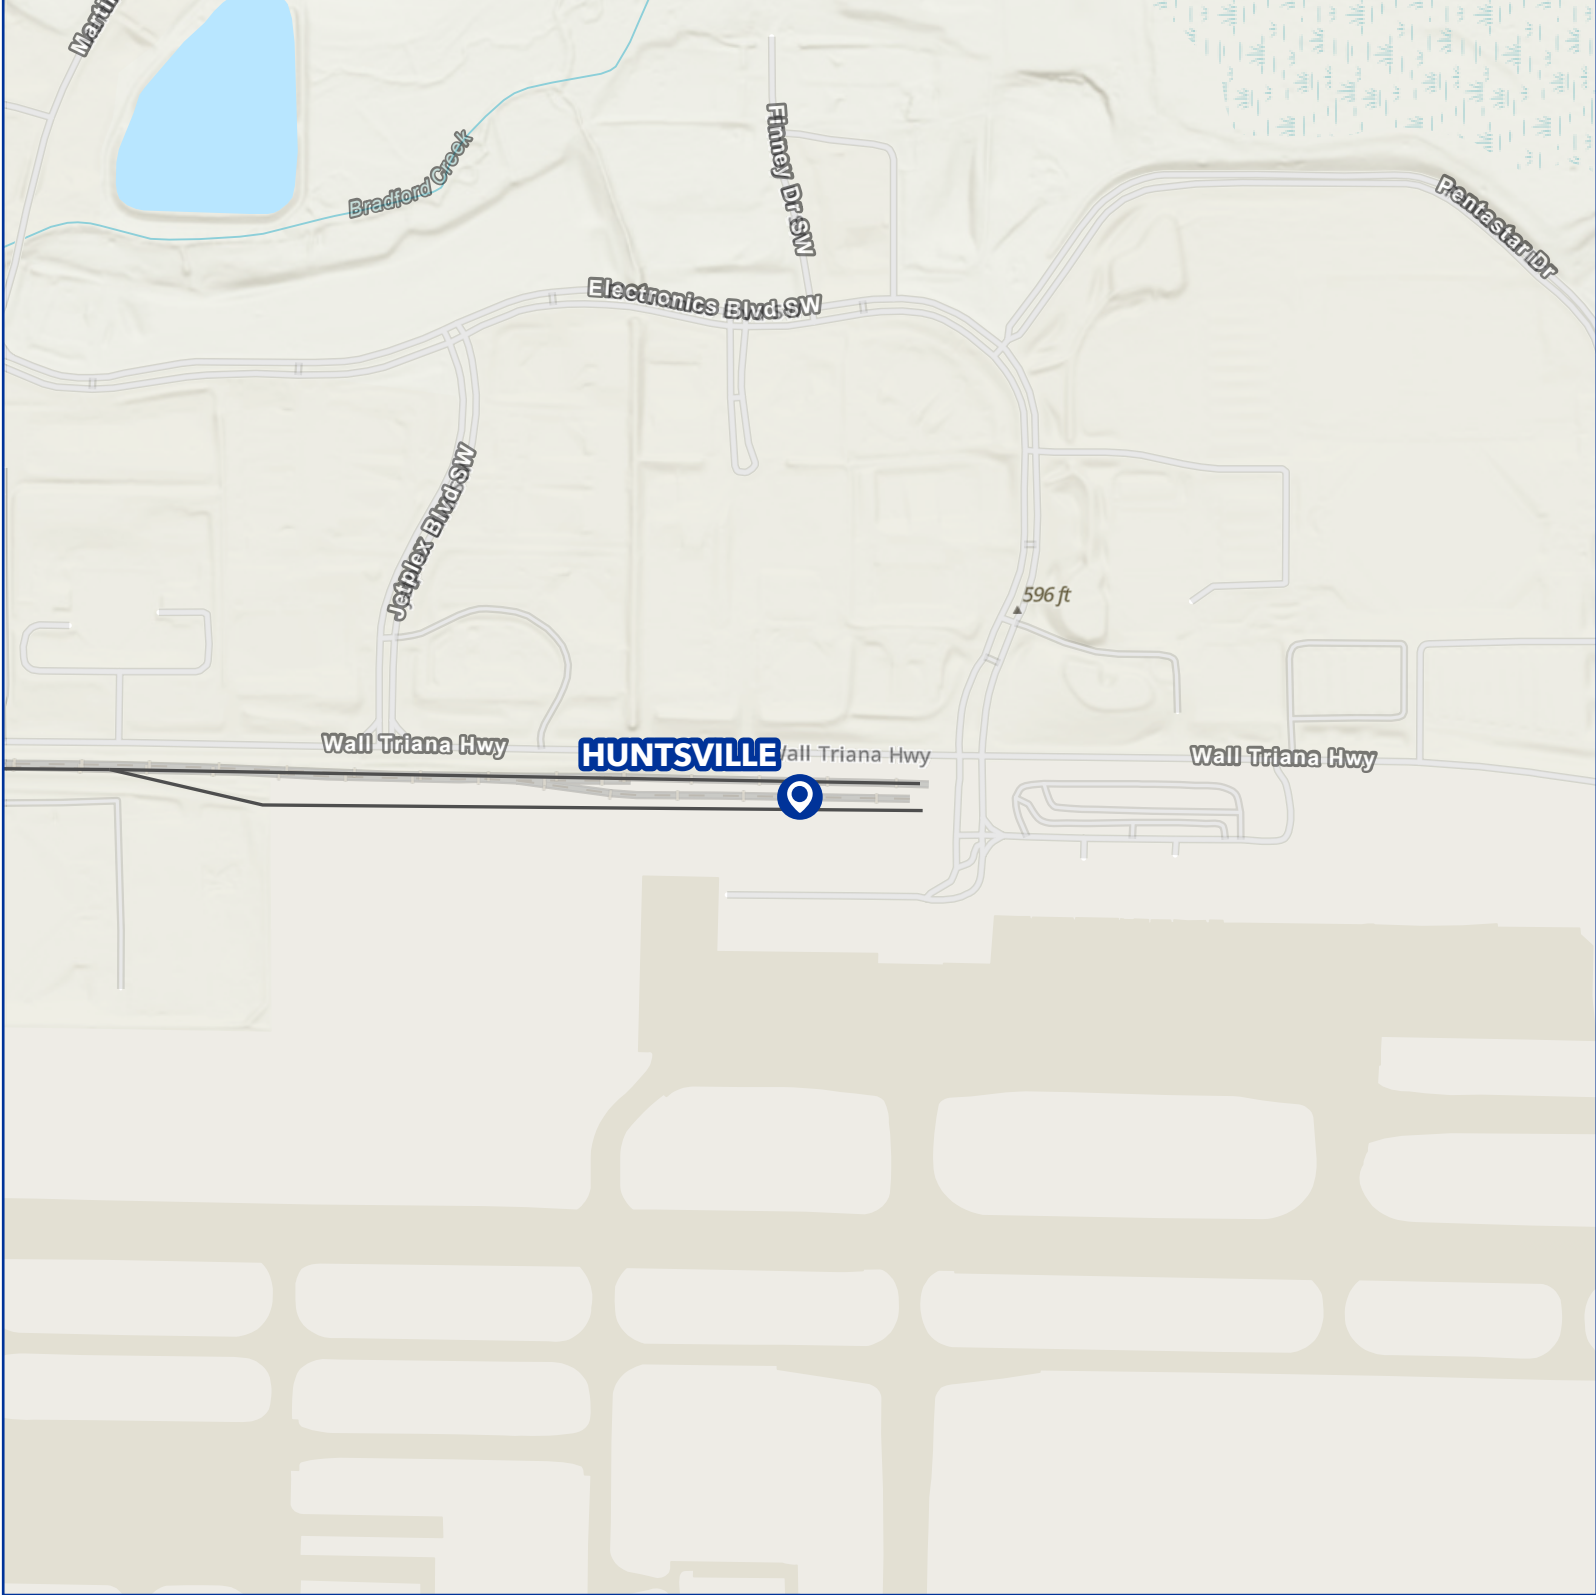 Bradford Creek
Finney Dr SW
Pentastar Dr
Electronics Blvd SW
Jetplex Blvd SW
596 ft
Wall Triana Hwy
HUNTSVILLE
Wall Triana Hwy
Wall Triana Hwy